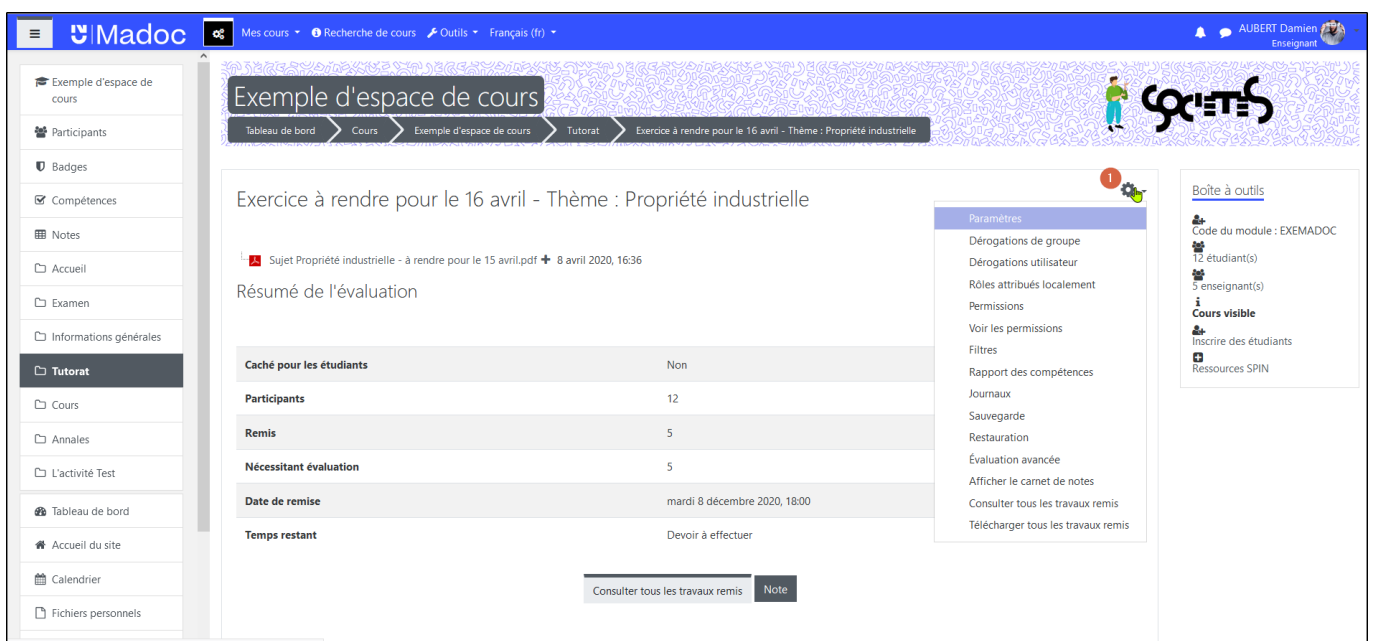 Madoc
Mes cours
Recherche de cours
Outils
Français (fr)
AUBERT Damien
Enseignant
Exemple d'espace de
cours
Participants
Badges
Compétences
Notes
Accueil
Examen
Informations générales
Tutorat
Cours
Annales
L'activité Test
Tableau de bord
Accueil du site
Calendrier
Fichiers personnels
Exemple d'espace de cours
Tableau de bord
Cours
Exemple d'espace de cours
Tutorat
Exercice à rendre pour le 16 avril - Thème : Propriété industrielle
SOCIETES
Exercice à rendre pour le 16 avril - Thème : Propriété industrielle
1
Sujet Propriété industrielle - à rendre pour le 15 avril.pdf 8 avril 2020, 16:36
Résumé de l'évaluation
Caché pour les étudiants Non
Participants 12
Remis 5
Nécessitant évaluation 5
Date de remise mardi 8 décembre 2020, 18:00
Temps restant Devoir à effectuer
Consulter tous les travaux remis
Note
Paramètres
Dérogations de groupe
Dérogations utilisateur
Rôles attribués localement
Permissions
Voir les permissions
Filtres
Rapport des compétences
Journaux
Sauvegarde
Restauration
Évaluation avancée
Afficher le carnet de notes
Consulter tous les travaux remis
Télécharger tous les travaux remis
Boîte à outils
Code du module : EXEMADOC
12 étudiant(s)
5 enseignant(s)
Cours visible
Inscrire des étudiants
Ressources SPIN